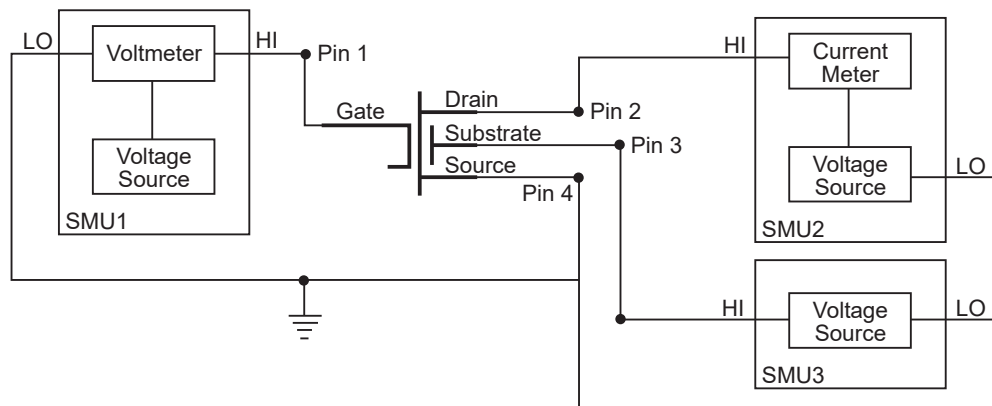 LO
Voltmeter
HI
Pin 1
Voltage
Source
SMU1
Gate
Drain
Substrate
Source
Pin 2
Pin 3
Pin 4
HI
Current
Meter
Voltage
Source
LO
SMU2
HI
Voltage
Source
LO
SMU3